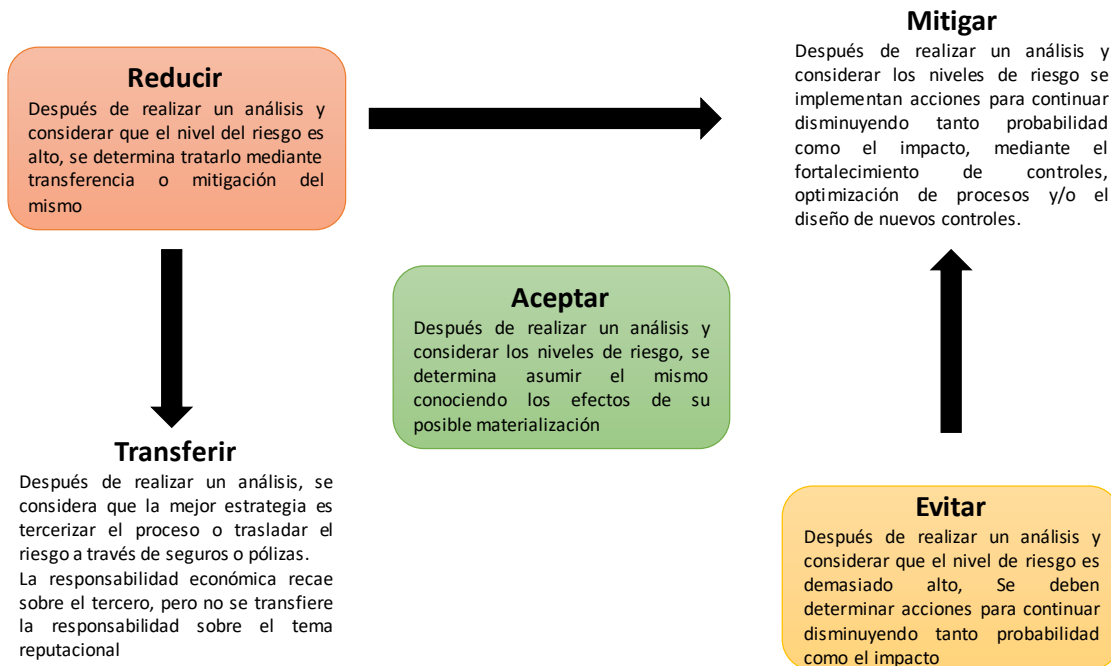 Reducir
Después de realizar un análisis y
considerar que el nivel del riesgo es
alto, se determina tratarlo mediante
transferencia o mitigación del
mismo
Mitigar
Después de realizar un análisis y
considerar los niveles de riesgo se
implementan acciones para continuar
disminuyendo tanto probabilidad
como el impacto, mediante el
fortalecimiento de controles,
optimización de procesos y/o el
diseño de nuevos controles.
Aceptar
Después de realizar un análisis y
considerar los niveles de riesgo, se
determina asumir el mismo
conociendo los efectos de su
posible materialización
Transferir
Después de realizar un análisis, se
considera que la mejor estrategia es
tercerizar el proceso o trasladar el
riesgo a través de seguros o pólizas.
La responsabilidad económica recae
sobre el tercero, pero no se transfiere
la responsabilidad sobre el tema
reputacional
Evitar
Después de realizar un análisis y
considerar que el nivel de riesgo es
demasiado alto, Se deben
determinar acciones para continuar
disminuyendo tanto probabilidad
como el impacto